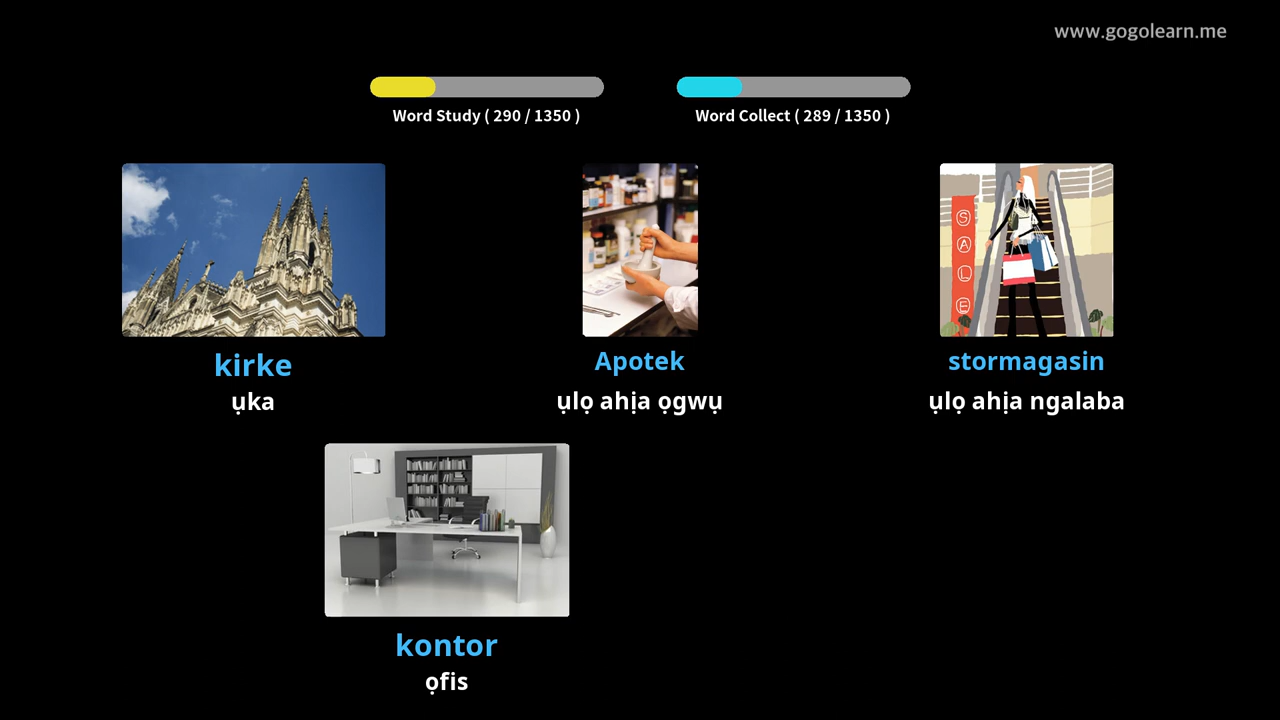 www.gogolearn.me
Word Study ( 290 / 1350 )
Word Collect ( 289 / 1350 )
SALE
kirke
ụka
Apotek
ụlọ ahịa ọgwụ
stormagasin
ụlọ ahịa ngalaba
kontor
ọfis